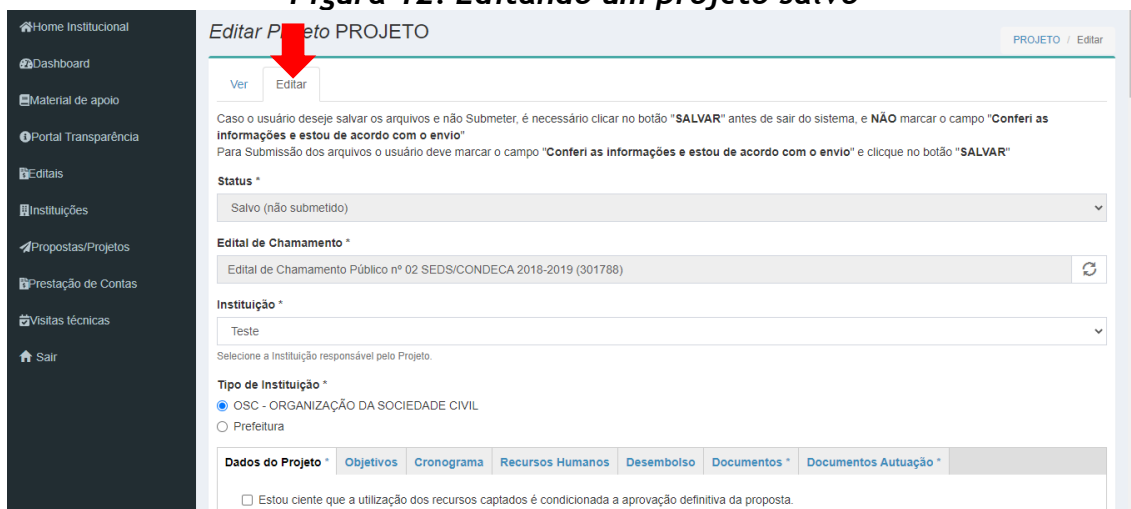 Figura 12: Editando um projeto salvo
Home Institucional
Dashboard
Material de apoio
Portal Transparência
Editais
Instituições
Propostas/Projetos
Prestação de Contas
Visitas técnicas
Sair
Editar Projeto PROJETO
PROJETO / Editar
Ver Editar
Caso o usuário deseje salvar os arquivos e não Submeter, é necessário clicar no botão "SALVAR" antes de sair do sistema, e NÃO marcar o campo "Conferi as
informações e estou de acordo com o envio"
Para Submissão dos arquivos o usuário deve marcar o campo "Conferi as informações e estou de acordo com o envio" e clicque no botão "SALVAR"
Status *
Salvo (não submetido)
Edital de Chamamento *
Edital de Chamamento Público nº 02 SEDS/CONDECA 2018-2019 (301788)
Instituição *
Teste
Selecione a Instituição responsável pelo Projeto.
Tipo de Instituição *
OSC - ORGANIZAÇÃO DA SOCIEDADE CIVIL
Prefeitura
Dados do Projeto * Objetivos Cronograma Recursos Humanos Desembolso Documentos * Documentos Autuação *
Estou ciente que a utilização dos recursos captados é condicionada a aprovação definitiva da proposta.